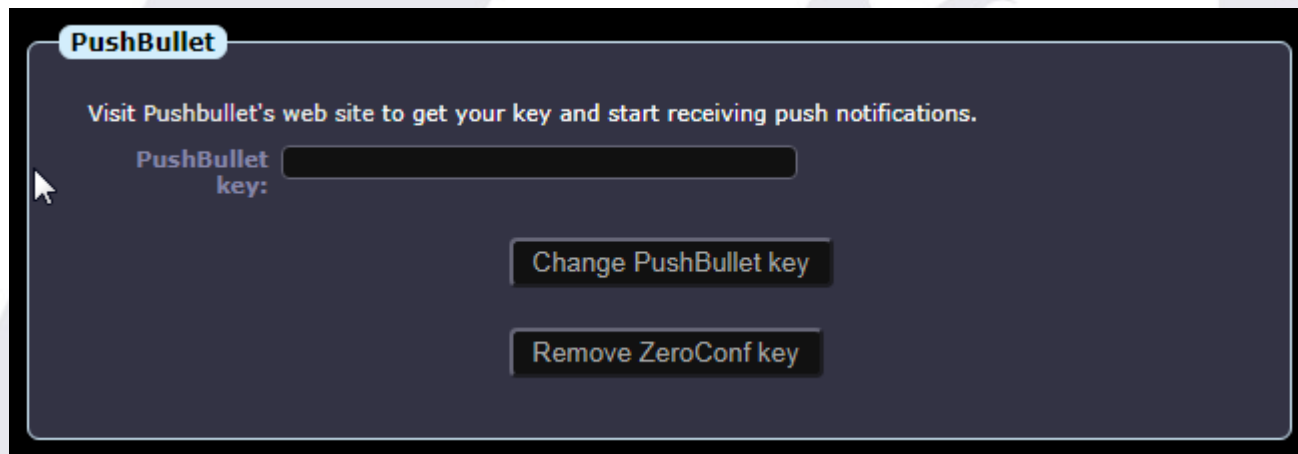 PushBullet
Visit Pushbullet's web site to get your key and start receiving push notifications.
PushBullet
key:
Change PushBullet key
Remove ZeroConf key